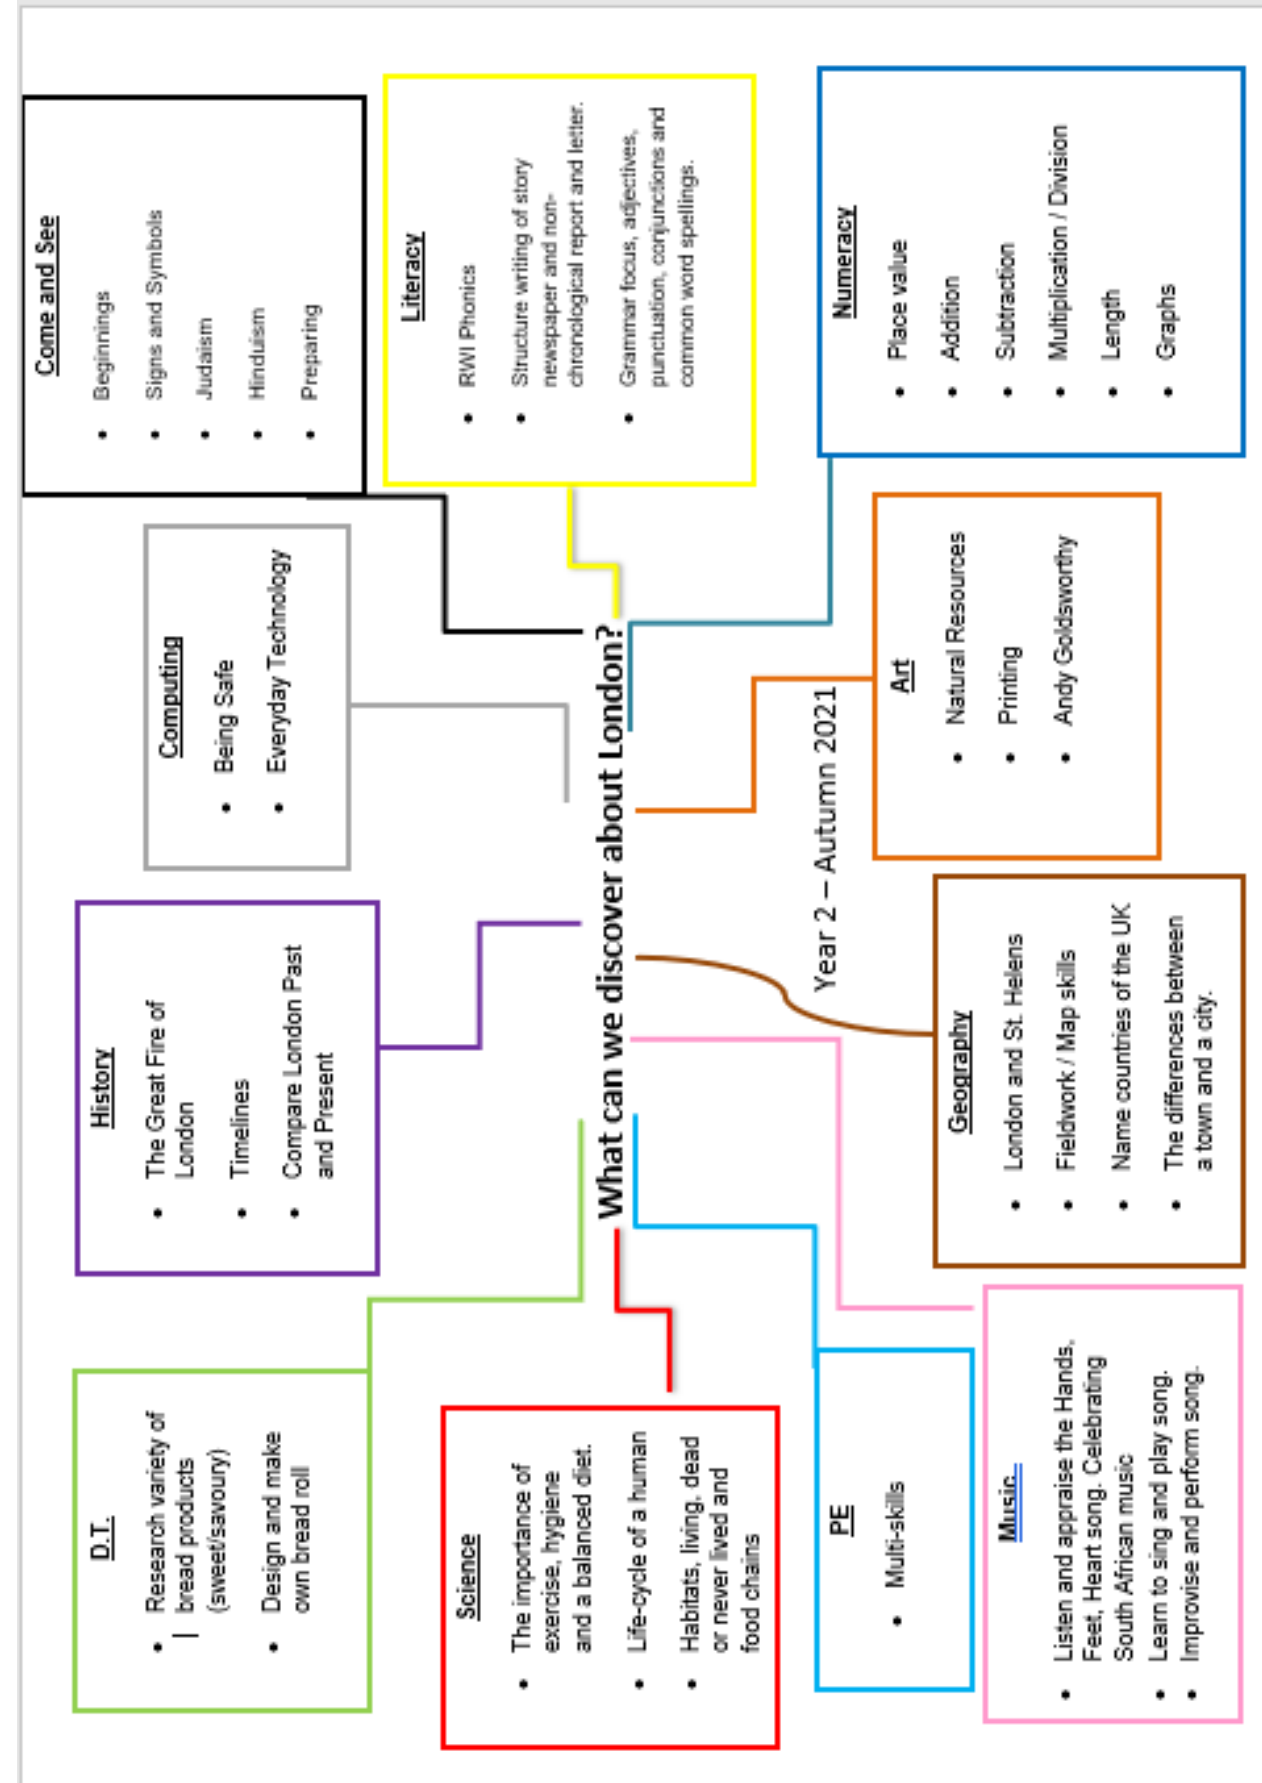 D.T.
• Research variety of
bread products
(sweet/savoury)
• Design and make
own bread roll
History
• The Great Fire of
London
• Timelines
• Compare London Past
and Present
Computing
• Being Safe
• Everyday Technology
Come and See
• Beginnings
• Signs and Symbols
• Judaism
• Hinduism
• Preparing
Science
• The importance of
exercise, hygiene
and a balanced diet.
• Life-cycle of a human
• Habitats, living, dead
or never lived and
food chains
What can we discover about London?
Literacy
• RWI Phonics
• Structure writing of story
newspaper and non-
chronological report and letter.
• Grammar focus, adjectives,
punctuation, conjunctions and
common word spellings.
Year 2 – Autumn 2021
PE
• Multi-skills
Music
• Listen and appraise the Hands,
Feet, Heart song. Celebrating
South African music
• Learn to sing and play song.
• Improvise and perform song.
Geography
• London and St. Helens
• Fieldwork / Map skills
• Name countries of the UK
• The differences between
a town and a city.
Art
• Natural Resources
• Printing
• Andy Goldsworthy
Numeracy
• Place value
• Addition
• Subtraction
• Multiplication / Division
• Length
• Graphs